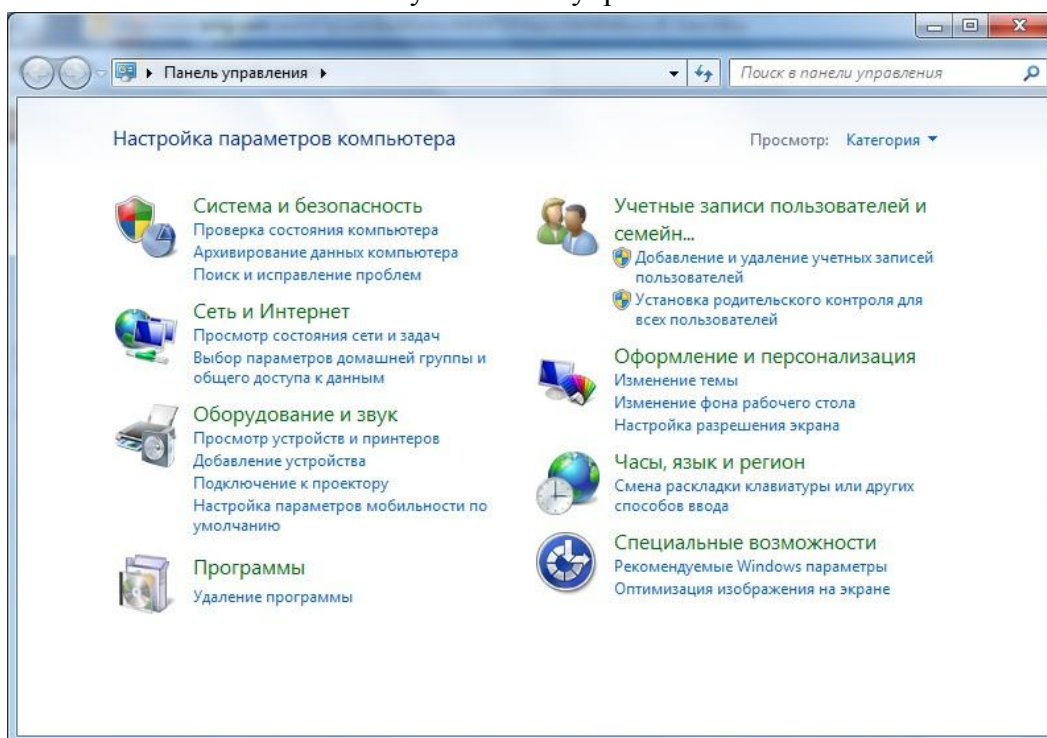 Панель управления
Поиск в панели управления
Настройка параметров компьютера
Просмотр: Категория
Система и безопасность
Проверка состояния компьютера
Архивирование данных компьютера
Поиск и исправление проблем
Сеть и Интернет
Просмотр состояния сети и задач
Выбор параметров домашней группы и
общего доступа к данным
Оборудование и звук
Просмотр устройств и принтеров
Добавление устройства
Подключение к проектору
Настройка параметров мобильности по
умолчанию
Программы
Удаление программы
Учетные записи пользователей и
семейн...
Добавление и удаление учетных записей
пользователей
Установка родительского контроля для
всех пользователей
Оформление и персонализация
Изменение темы
Изменение фона рабочего стола
Настройка разрешения экрана
Часы, язык и регион
Смена раскладки клавиатуры или других
способов ввода
Специальные возможности
Рекомендуемые Windows параметры
Оптимизация изображения на экране